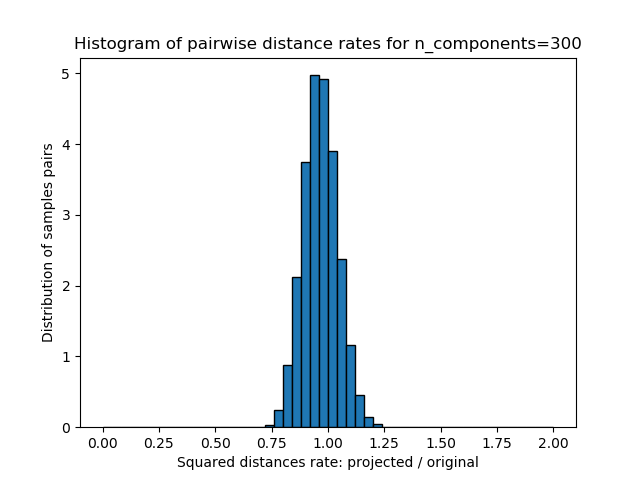 Histogram of pairwise distance rates for n_components=300
5
4
3
2
1
0
Distribution of samples pairs
0.00 0.25 0.50 0.75 1.00 1.25 1.50 1.75 2.00
Squared distances rate: projected / original